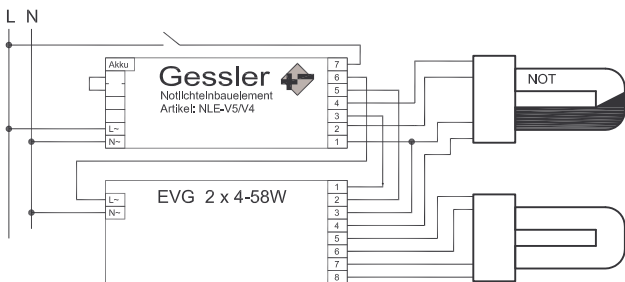 L N
Akku
Gessler
Notlichteinbauelement
Artikel: NLE-V5/V4
L~
N~
7
6
5
4
3
2
1
NOT
EVG 2 x 4-58W
L~
N~
1
2
3
4
5
6
7
8